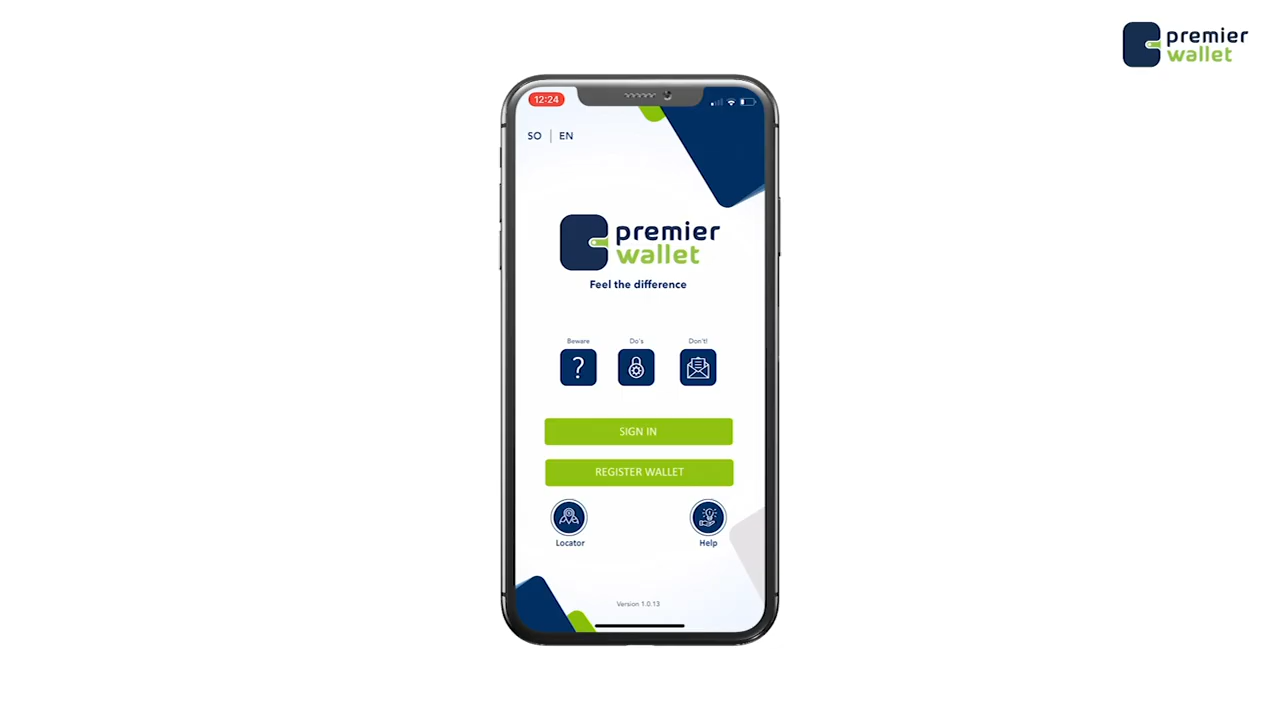 premier
wallet
12:24
SO | EN
premier
wallet
Feel the difference
Beware
Do's
Don't!
?
SIGN IN
REGISTER WALLET
Locator
Help
Version 1.0.13